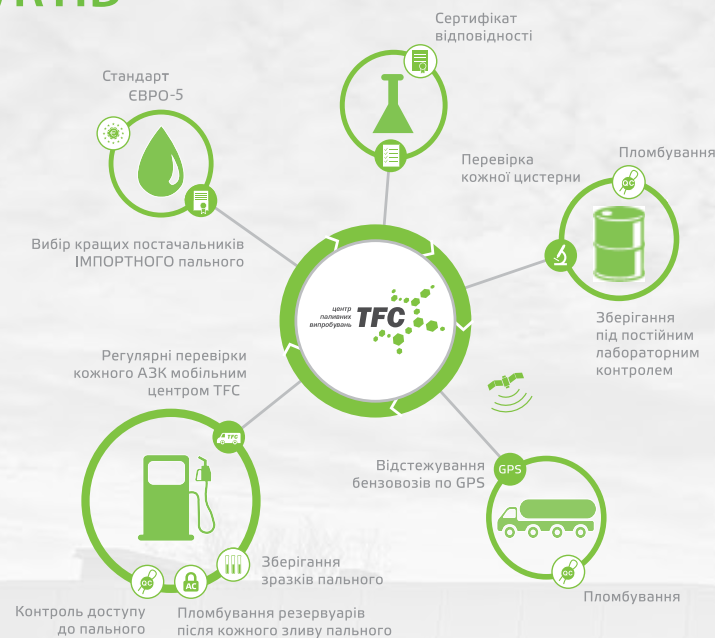 Сертифікат
відповідності
Стандарт
ЄВРО-5
Перевірка
кожної цистерни
Пломбування
QC
Вибір кращих постачальників
ІМПОРТНОГО пального
центр
паливних
випробувань
TFC
Зберігання
під постійним
лабораторним
контролем
Регулярні перевірки
кожного АЗК мобільним
центром TFC
Відстежування
бензовозів по GPS
GPS
QC
Пломбування
Зберігання
зразків пального
QC
AC
Контроль доступу
до пального
Пломбування резервуарів
після кожного зливу пального